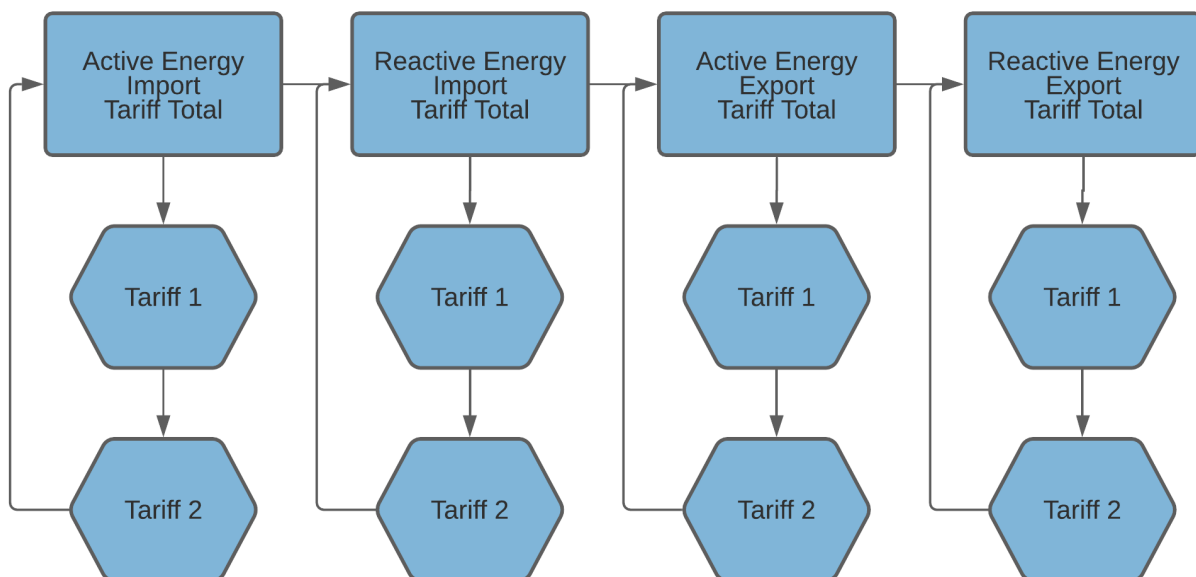 Active Energy
Import
Tariff Total
Reactive Energy
Import
Tariff Total
Active Energy
Export
Tariff Total
Reactive Energy
Export
Tariff Total
Tariff 1
Tariff 1
Tariff 1
Tariff 1
Tariff 2
Tariff 2
Tariff 2
Tariff 2